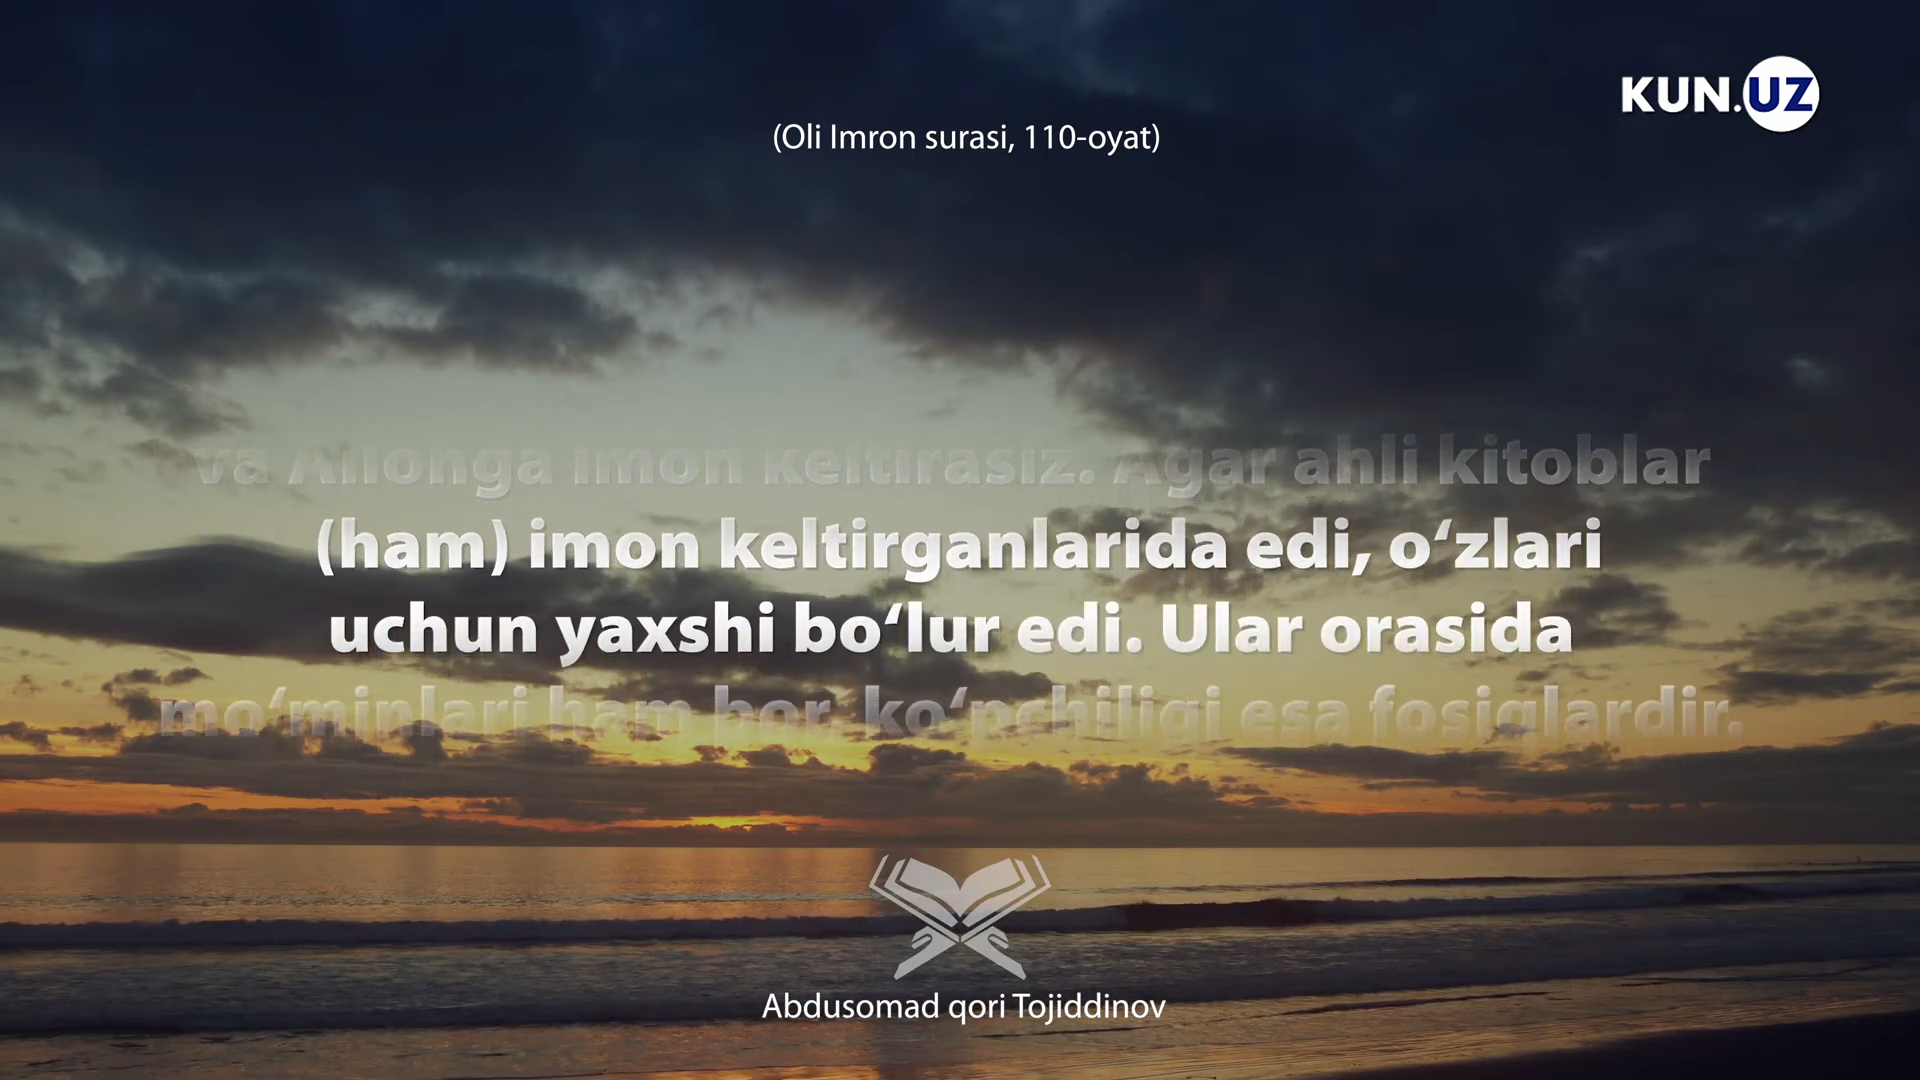 KUN.UZ
(Oli Imron surasi, 110-oyat)
va Allohga imon keltirasiz. Agar ahli kitoblar
(ham) imon keltirganlarida edi, o‘zlari
uchun yaxshi bo‘lur edi. Ular orasida
mo‘minlari ham bor, ko‘pchiligi esa fosiqlardir.
Abdusomad qori Tojiddinov